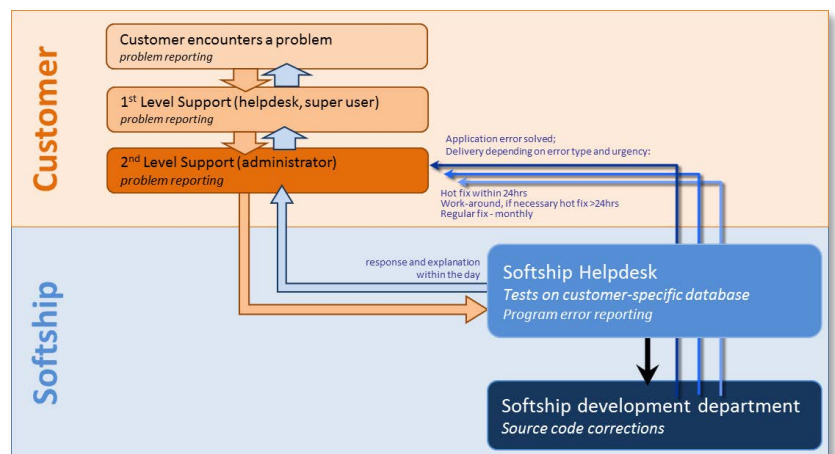 Customer
Customer encounters a problem
problem reporting
1st Level Support (helpdesk, super user)
problem reporting
2nd Level Support (administrator)
problem reporting
Application error solved;
Delivery depending on error type and urgency:
Hot fix within 24hrs
Work-around, if necessary hot fix >24hrs
Regular fix - monthly
Softship
response and explanation
within the day
Softship Helpdesk
Tests on customer-specific database
Program error reporting
Softship development department
Source code corrections